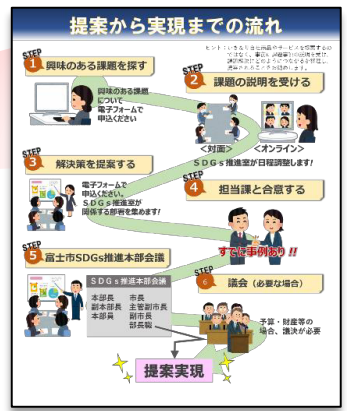 提案から実現までの流れ
STEP
1 興味のある課題を探す
興味のある課題
について
電子フォームで
申込ください
STEP
2 課題の説明を受ける
<対面> <オンライン>
SDGs推進室が日程調整します!
STEP
3 解決策を提案する
電子フォームで
申込ください。
SDGs推進室が
関係する部署を集めます!
STEP
4 担当課と合意する
すでに事例あり!!
STEP
5 富士市SDGs推進本部会議
SDGs推進本部会議
本部長 市長
副本部長 主管副市長
本部員 副市長
部長職
STEP
6 議会(必要な場合)
予算・財産等の
場合、議決が必要
提案実現